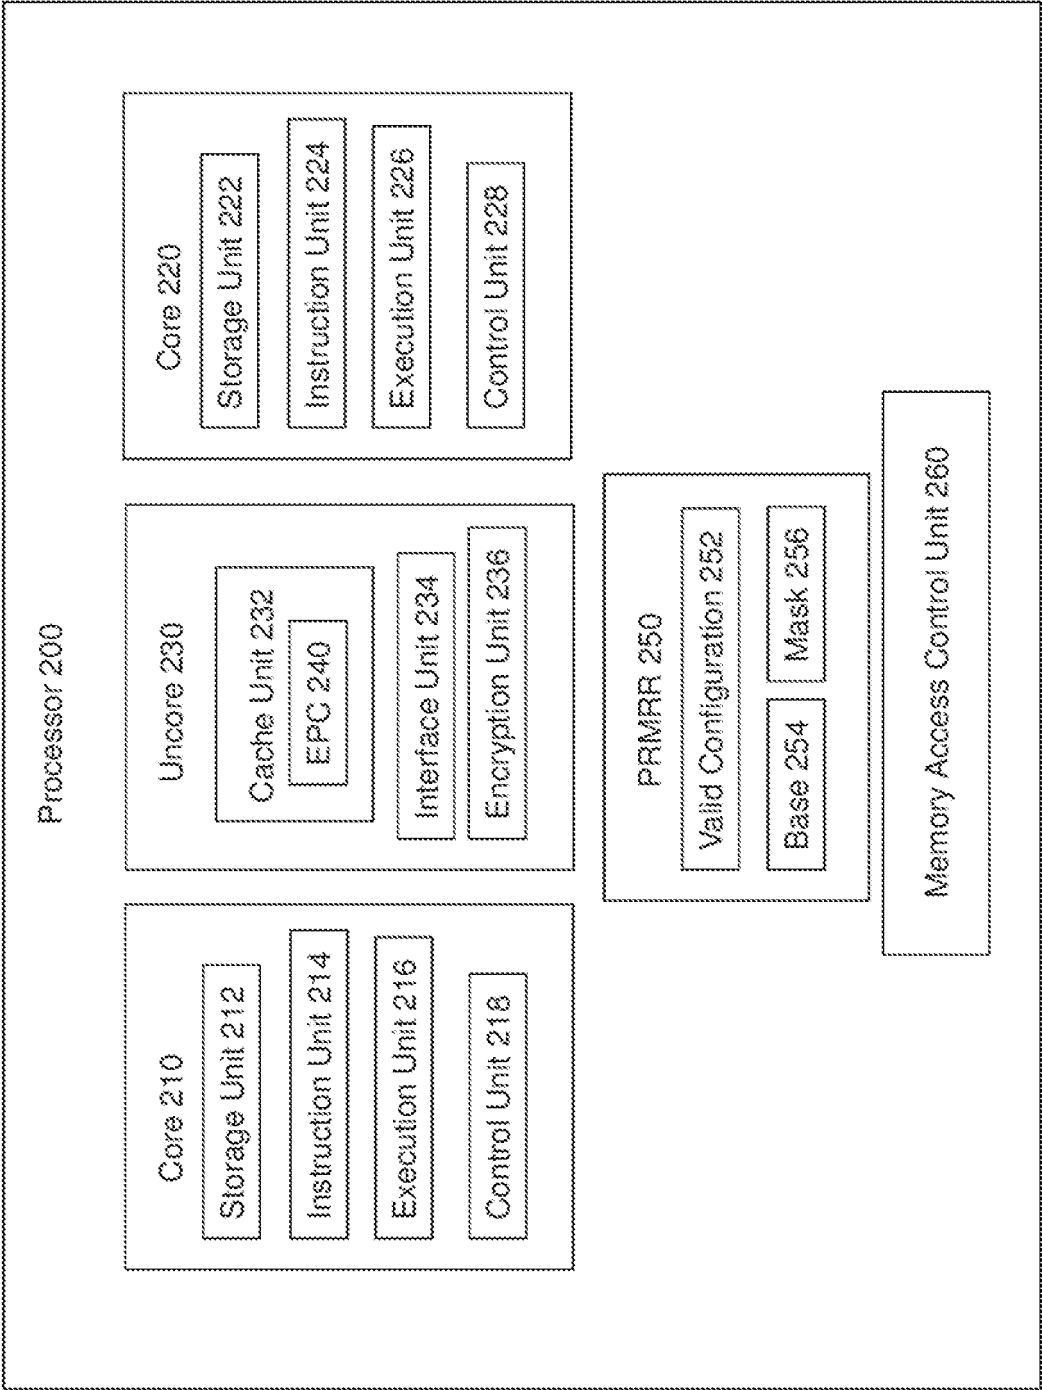 Processor 200
Core 210
Storage Unit 212
Instruction Unit 214
Execution Unit 216
Control Unit 218
Uncore 230
Cache Unit 232
EPC 240
Interface Unit 234
Encryption Unit 236
Core 220
Storage Unit 222
Instruction Unit 224
Execution Unit 226
Control Unit 228
PRMRR 250
Valid Configuration 252
Base 254
Mask 256
Memory Access Control Unit 260